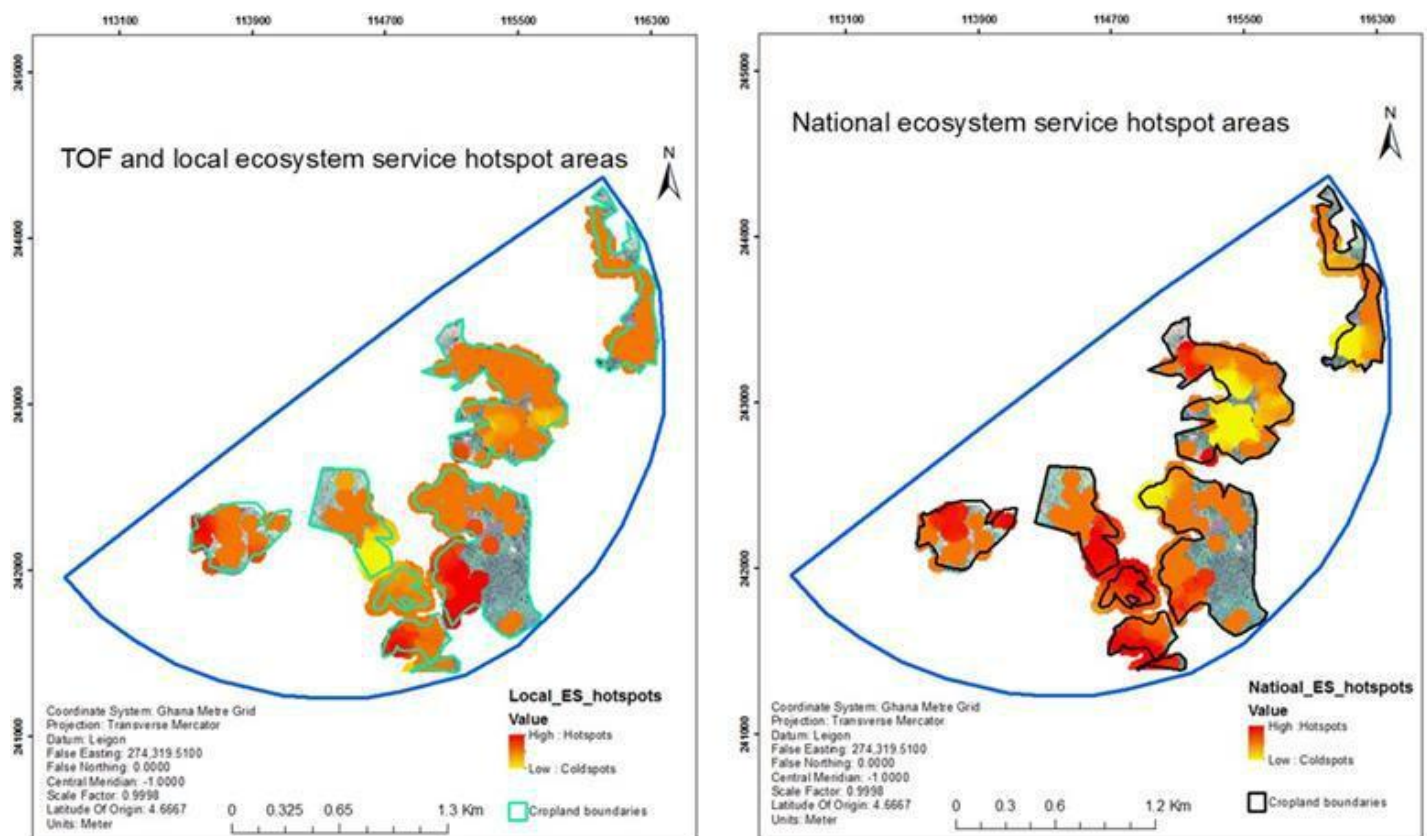 113100 113900 114700 115500 116300
245000
244000
243000
242000
241000
TOF and local ecosystem service hotspot areas
N
Coordinate System: Ghana Metre Grid
Projection: Transverse Mercator
Datum: Leigon
False Easting: 274,319.5100
False Northing: 0.0000
Central Meridian: -1.0000
Scale Factor: 0.9998
Latitude Of Origin: 4.6667
Units: Meter
0 0.325 0.65 1.3 Km
Local_ES_hotspots
Value
High : Hotspots
Low : Coldspots
Cropland boundaries
113100 113900 114700 115500 116300
245000
244000
243000
242000
241000
National ecosystem service hotspot areas
N
Coordinate System: Ghana Metre Grid
Projection: Transverse Mercator
Datum: Leigon
False Easting: 274,319.5100
False Northing: 0.0000
Central Meridian: -1.0000
Scale Factor: 0.9998
Latitude Of Origin: 4.6667
Units: Meter
0 0.3 0.6 1.2 Km
Natioal_ES_hotspots
Value
High : Hotspots
Low : Coldspots
Cropland boundaries